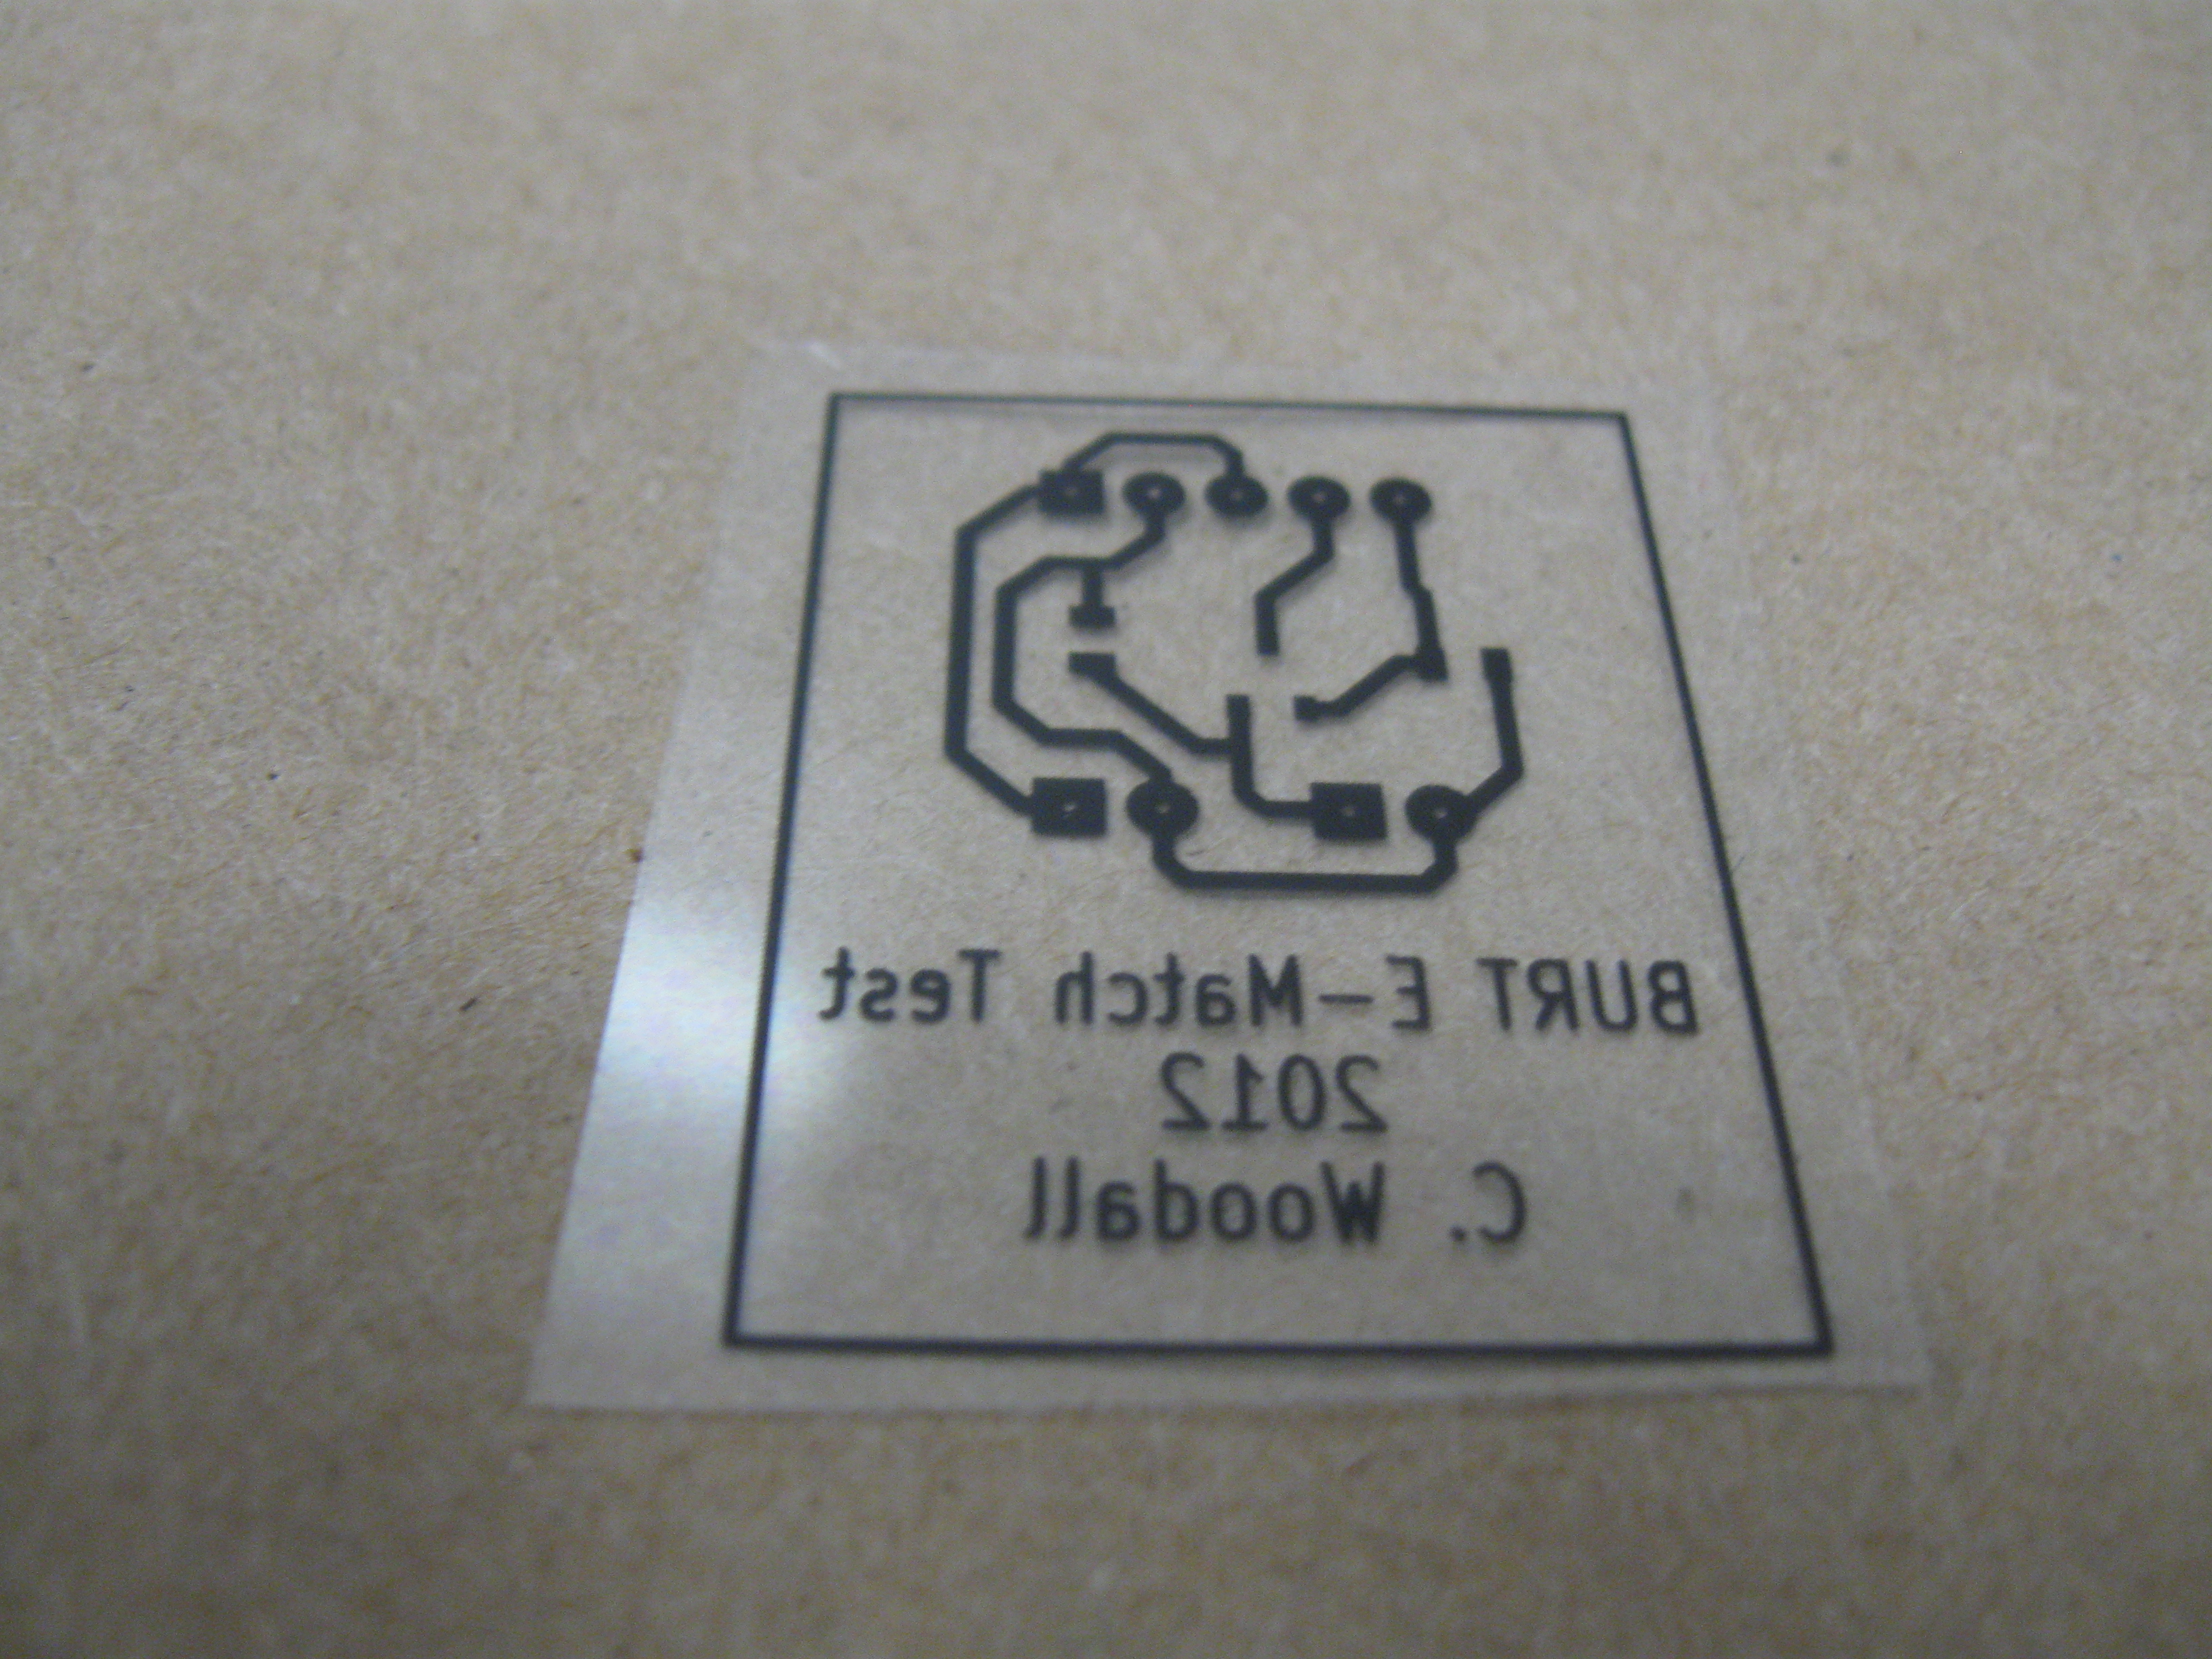 BURT E-Match Test
2012
C. Woodall